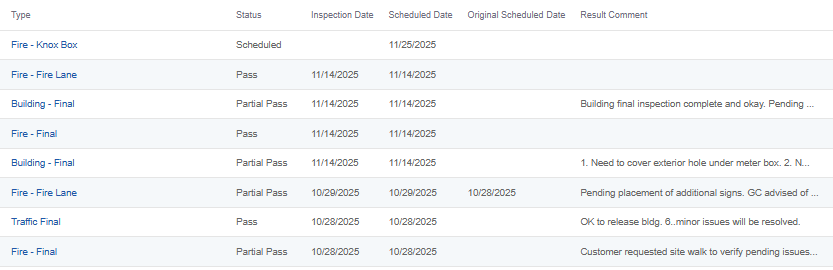 Type Status Inspection Date Scheduled Date Original Scheduled Date Result Comment
Fire - Knox Box Scheduled 11/25/2025
Fire - Fire Lane Pass 11/14/2025 11/14/2025
Building - Final Partial Pass 11/14/2025 11/14/2025 Building final inspection complete and okay. Pending ...
Fire - Final Pass 11/14/2025 11/14/2025
Building - Final Partial Pass 11/14/2025 11/14/2025 1. Need to cover exterior hole under meter box. 2. N...
Fire - Fire Lane Partial Pass 10/29/2025 10/29/2025 10/28/2025 Pending placement of additional signs. GC advised of ...
Traffic Final Pass 10/28/2025 10/28/2025 OK to release bldg. 6..minor issues will be resolved.
Fire - Final Partial Pass 10/28/2025 10/28/2025 Customer requested site walk to verify pending issues...